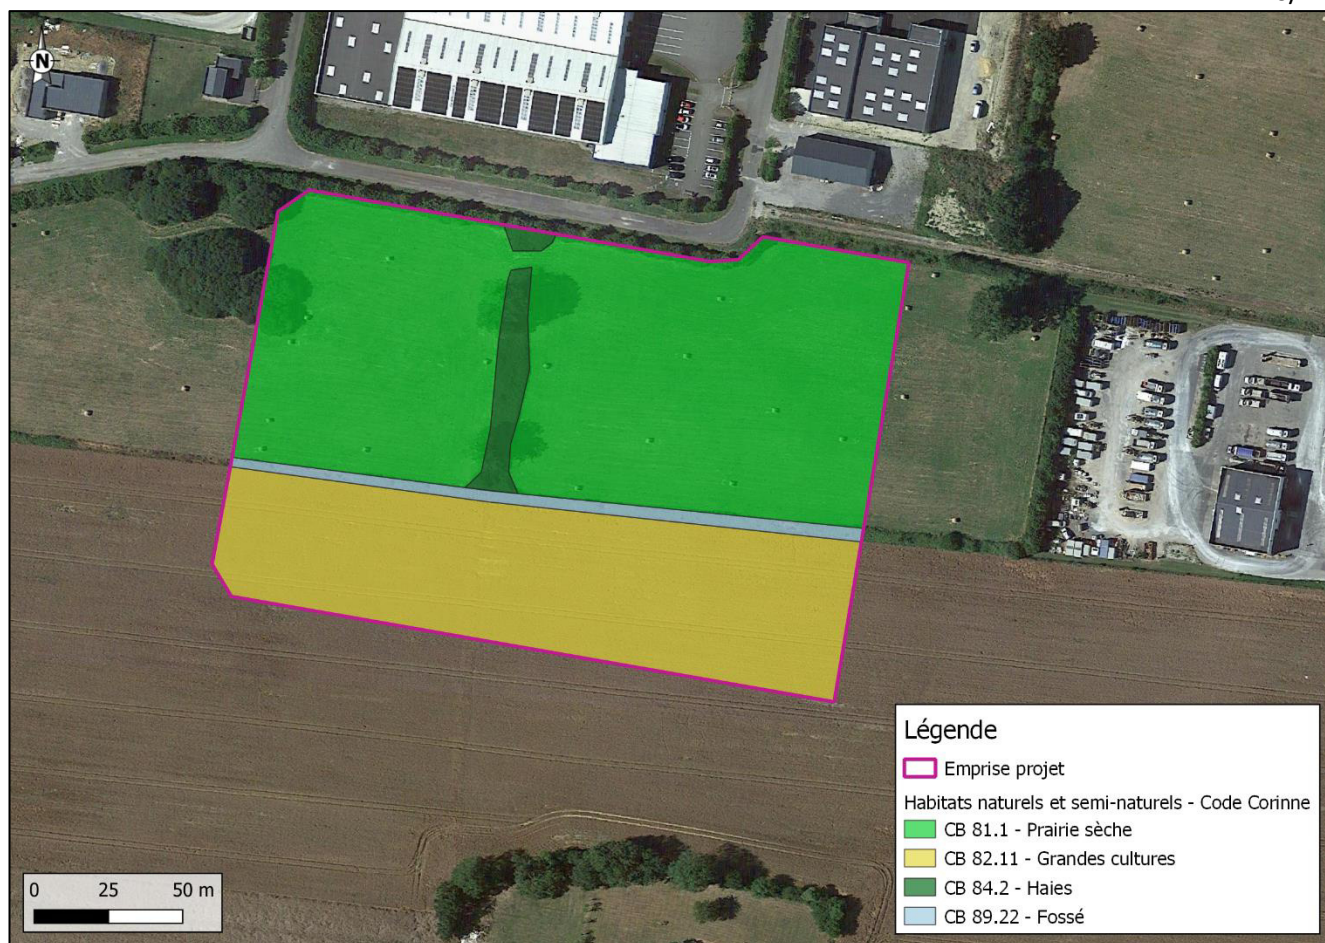 N
Légende
Emprise projet
Habitats naturels et semi-naturels - Code Corinne
CB 81.1 - Prairie sèche
CB 82.11 - Grandes cultures
CB 84.2 - Haies
CB 89.22 - Fossé
0 25 50 m